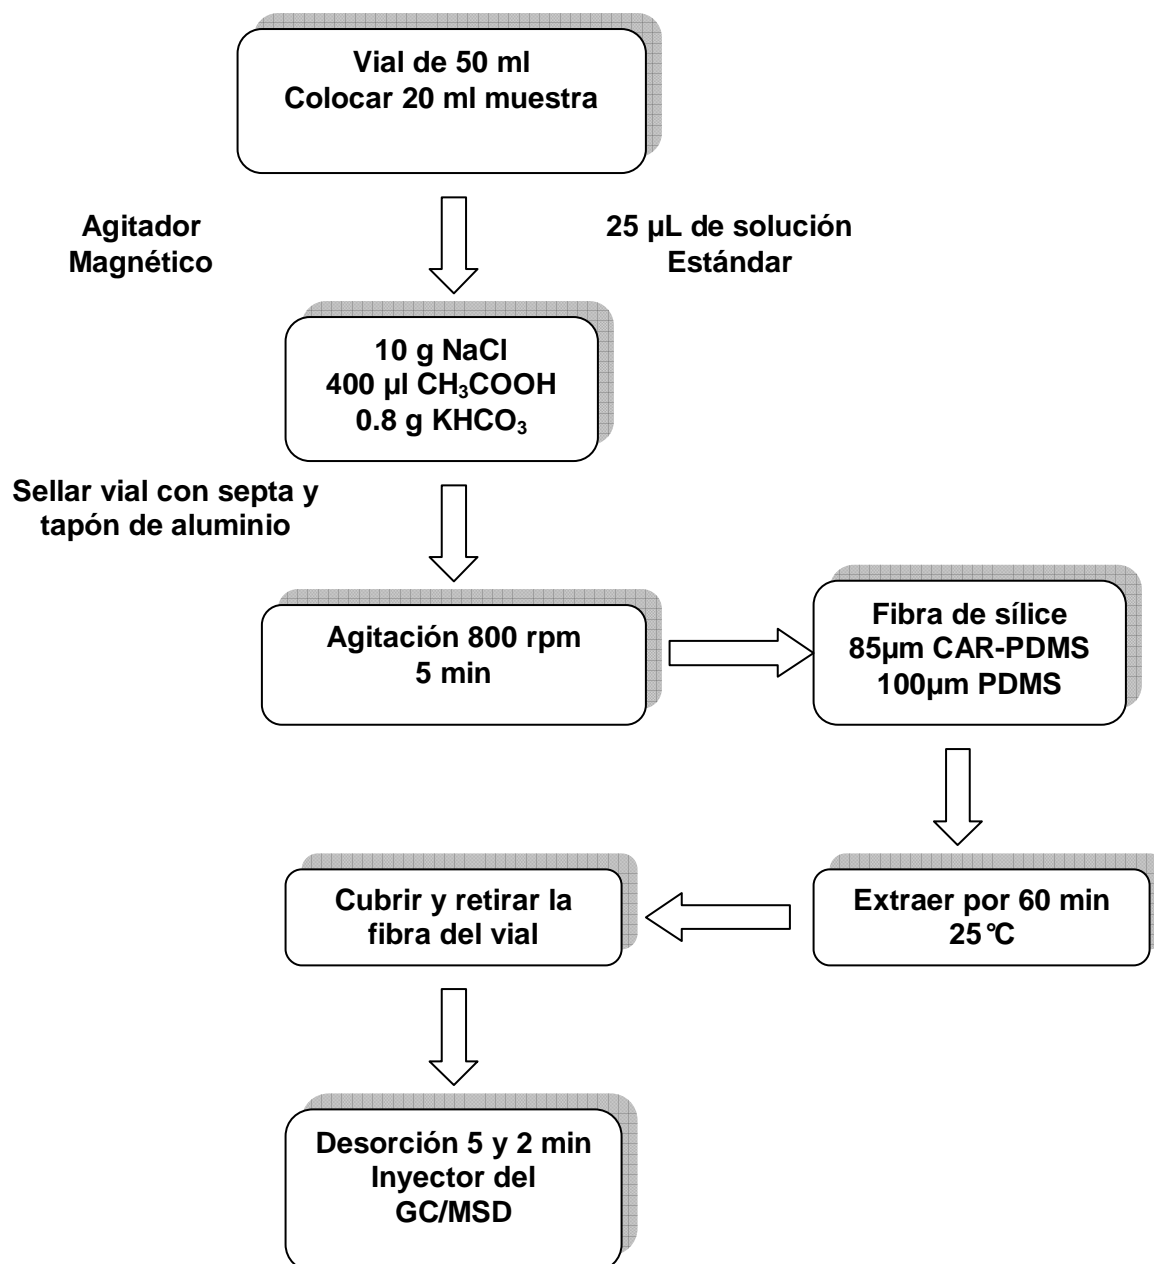 Vial de 50 ml
Colocar 20 ml muestra
Agitador
Magnético
25 µL de solución
Estándar
10 g NaCl
400 µl CH₃COOH
0.8 g KHCO₃
Sellar vial con septa y
tapón de aluminio
Agitación 800 rpm
5 min
Fibra de sílice
85µm CAR-PDMS
100µm PDMS
Extraer por 60 min
25°C
Cubrir y retirar la
fibra del vial
Desorción 5 y 2 min
Inyector del
GC/MSD